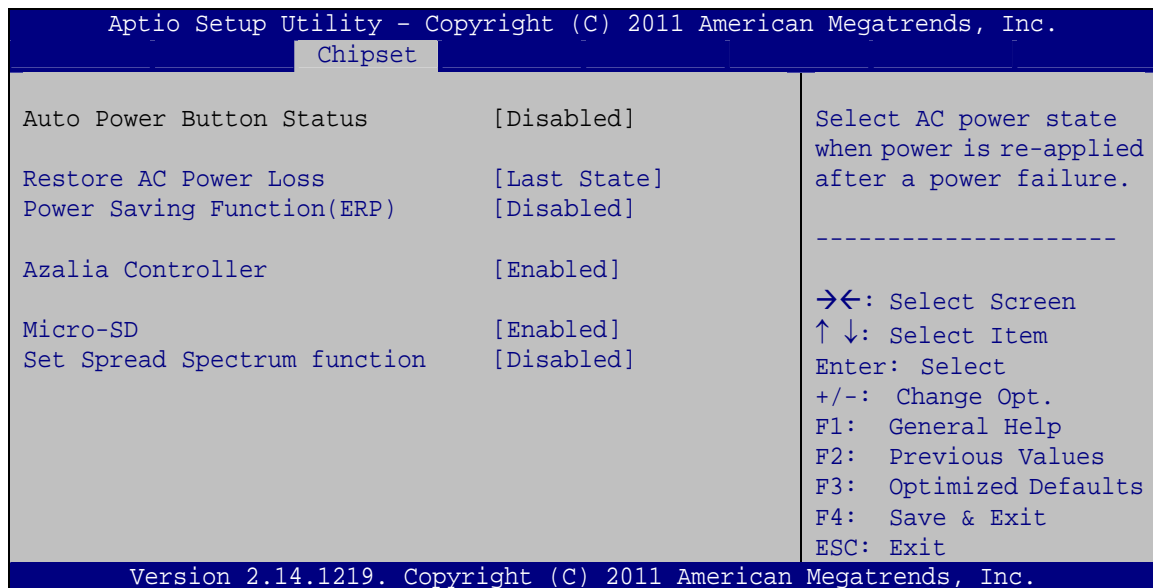 Aptio Setup Utility – Copyright (C) 2011 American Megatrends, Inc.
Chipset
Auto Power Button Status [Disabled]
Restore AC Power Loss [Last State]
Power Saving Function(ERP) [Disabled]
Azalia Controller [Enabled]
Micro-SD [Enabled]
Set Spread Spectrum function [Disabled]
Select AC power state
when power is re-applied
after a power failure.
---------------------
→←: Select Screen
↑ ↓: Select Item
Enter: Select
+/-: Change Opt.
F1: General Help
F2: Previous Values
F3: Optimized Defaults
F4: Save & Exit
ESC: Exit
Version 2.14.1219. Copyright (C) 2011 American Megatrends, Inc.